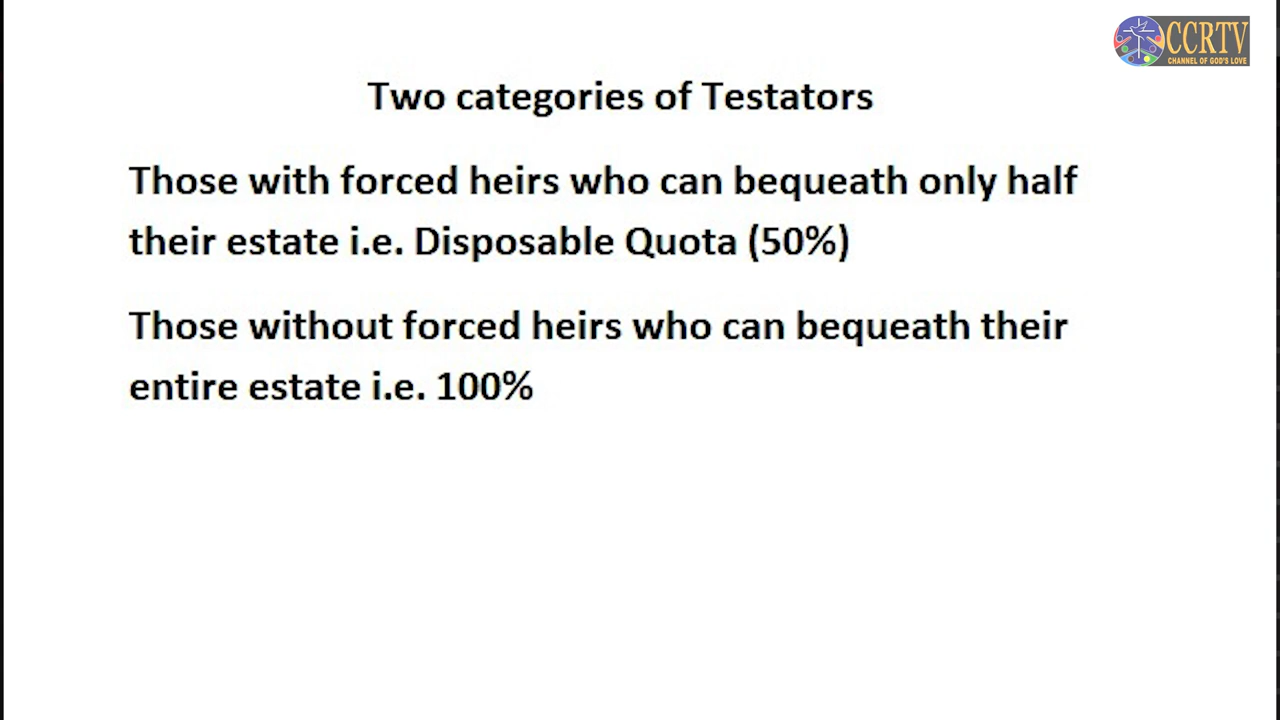 CCRTV
CHANNEL OF GOD'S LOVE
Two categories of Testators
Those with forced heirs who can bequeath only half
their estate i.e. Disposable Quota (50%)
Those without forced heirs who can bequeath their
entire estate i.e. 100%